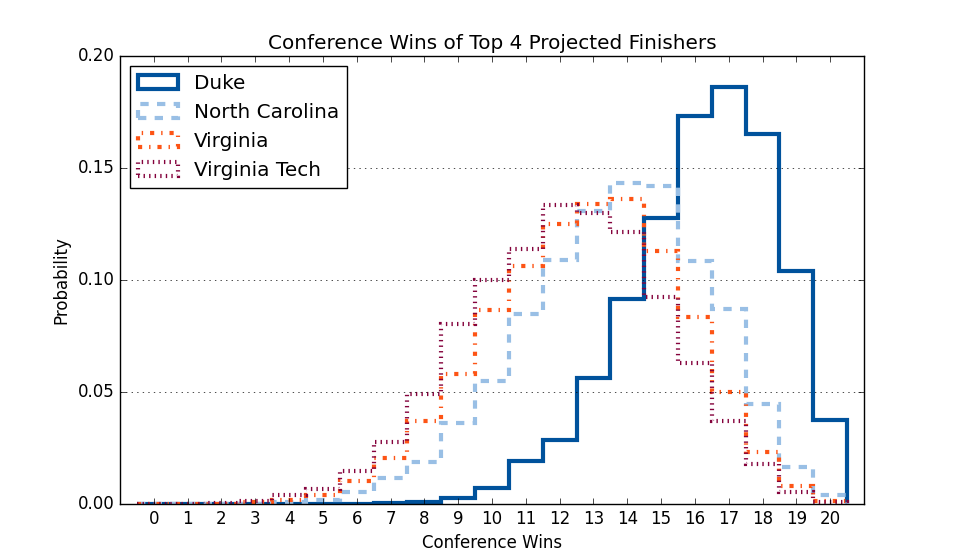 Conference Wins of Top 4 Projected Finishers
0.20
Duke
North Carolina
Virginia
Virginia Tech
0.15
0.10
0.05
0.00
Probability
0 1 2 3 4 5 6 7 8 9 10 11 12 13 14 15 16 17 18 19 20
Conference Wins